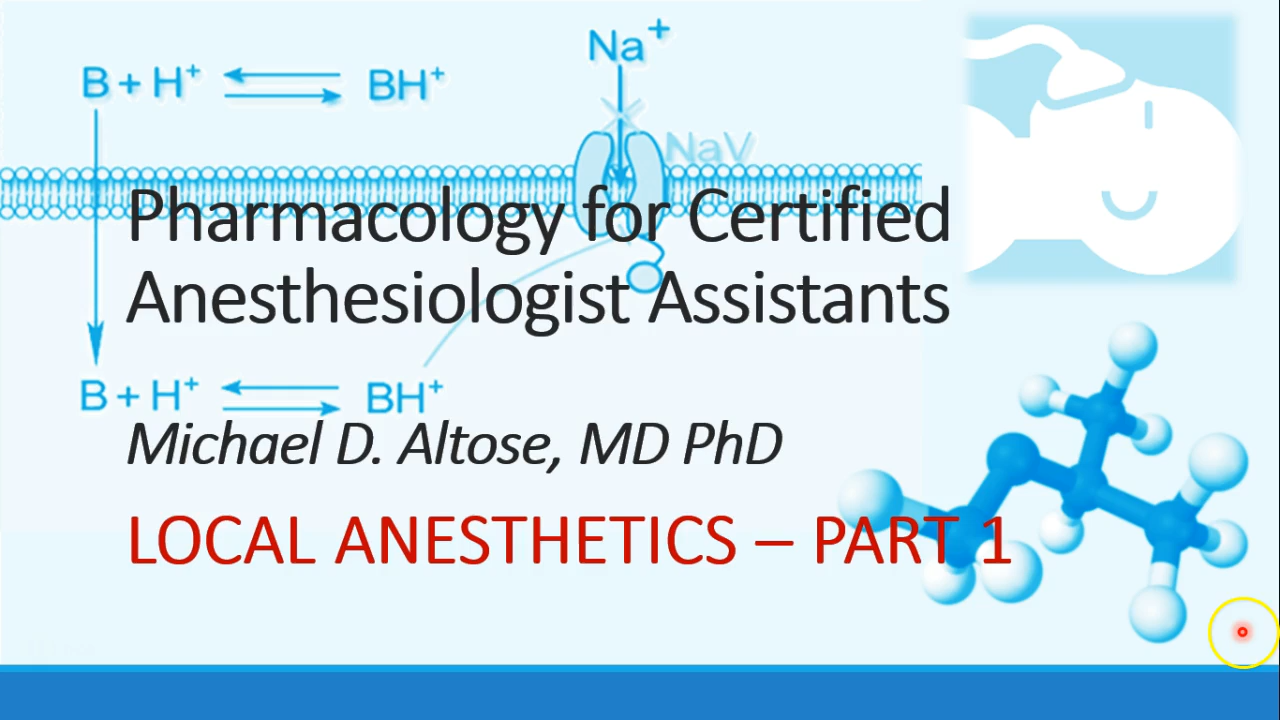 Na⁺
B + H⁺ BH⁺
NaV
Pharmacology for Certified
Anesthesiologist Assistants
B + H⁺ BH⁺
Michael D. Altose, MD PhD
LOCAL ANESTHETICS – PART 1